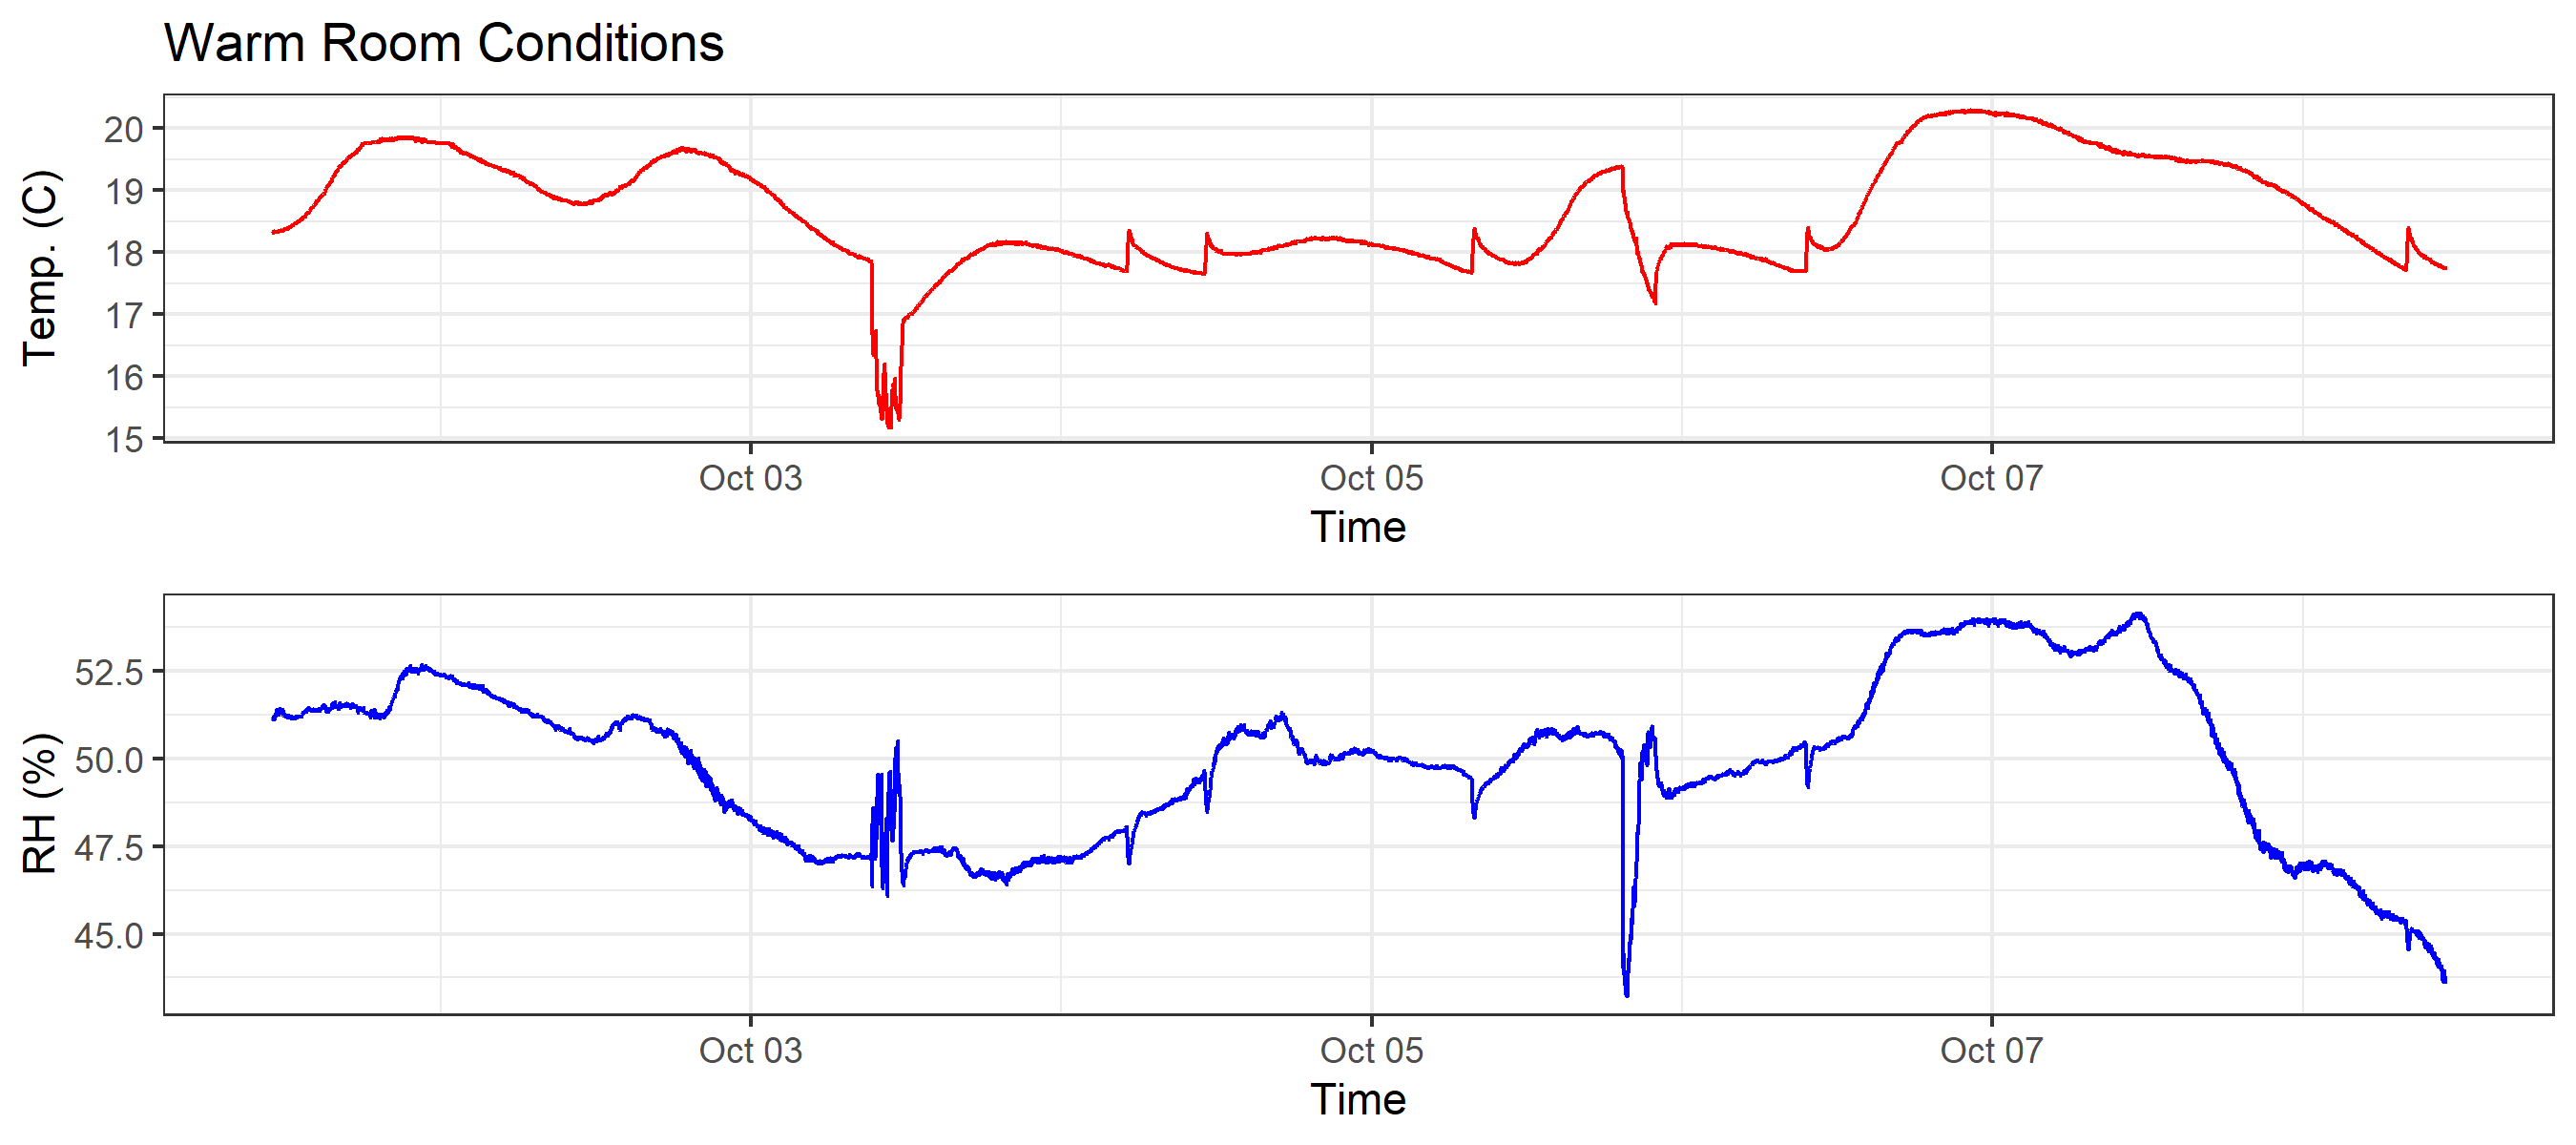 Warm Room Conditions
Temp. (C)
20
19
18
17
16
15
Oct 03 Oct 05 Oct 07
Time
RH (%)
52.5
50.0
47.5
45.0
Oct 03 Oct 05 Oct 07
Time